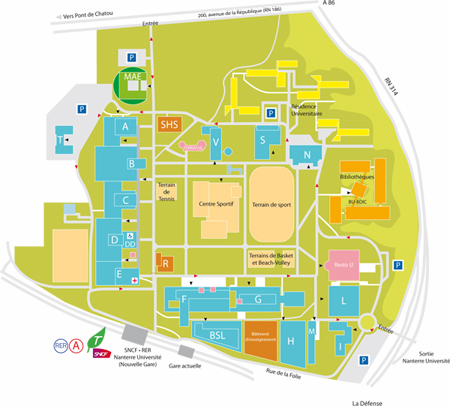 A 86
Vers Pont de Chatou
200, avenue de la République (RN 186)
Entrée
P
MAE
RN 314
P
P
Résidence
Universitaire
A
SHS
V
S
N
B
Bibliothèques
BU-BDIC
Terrain
de
Tennis
C
Centre Sportif
Terrain de sport
D
DD
Terrains de Basket
et Beach-Volley
Resto U
R
P
E
F
G
L
BSL
Bâtiment
d'enseignement
H
M
I
Entrée
P
RER
A
SNCF
SNCF • RER
Nanterre Université
(Nouvelle Gare)
Gare actuelle
Rue de la Folie
Sortie
Nanterre Université
La Défense